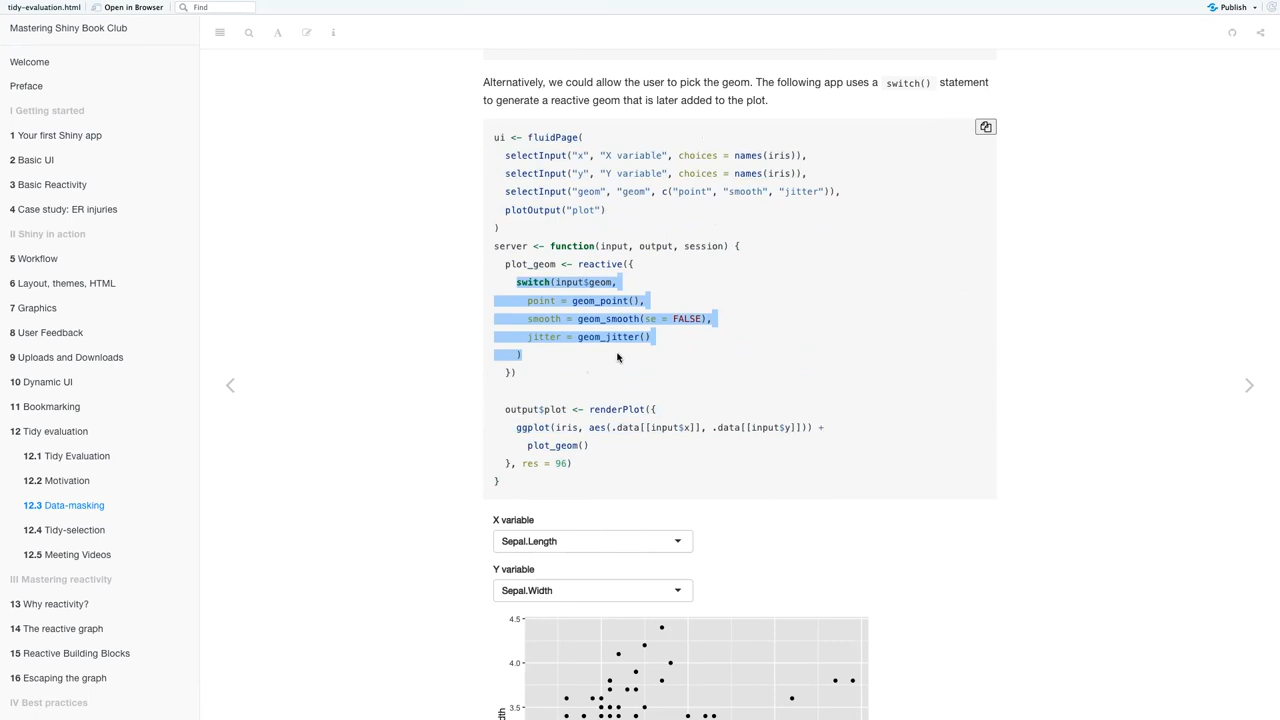 tidy-evaluation.html
Open in Browser
Find
Publish
Mastering Shiny Book Club
Welcome
Preface
I Getting started
1 Your first Shiny app
2 Basic UI
3 Basic Reactivity
4 Case study: ER injuries
II Shiny in action
5 Workflow
6 Layout, themes, HTML
7 Graphics
8 User Feedback
9 Uploads and Downloads
10 Dynamic UI
11 Bookmarking
12 Tidy evaluation
12.1 Tidy Evaluation
12.2 Motivation
12.3 Data-masking
12.4 Tidy-selection
12.5 Meeting Videos
III Mastering reactivity
13 Why reactivity?
14 The reactive graph
15 Reactive Building Blocks
16 Escaping the graph
IV Best practices
Alternatively, we could allow the user to pick the geom. The following app uses a switch() statement
to generate a reactive geom that is later added to the plot.
ui <- fluidPage(
selectInput("x", "X variable", choices = names(iris)),
selectInput("y", "Y variable", choices = names(iris)),
selectInput("geom", "geom", c("point", "smooth", "jitter")),
plotOutput("plot")
)
server <- function(input, output, session) {
plot_geom <- reactive({
switch(input$geom,
point = geom_point(),
smooth = geom_smooth(se = FALSE),
jitter = geom_jitter()
)
})
output$plot <- renderPlot({
ggplot(iris, aes(.data[[input$x]], .data[[input$y]])) +
plot_geom()
}, res = 96)
}
X variable
Sepal.Length
Y variable
Sepal.Width
4.5
4.0
3.5